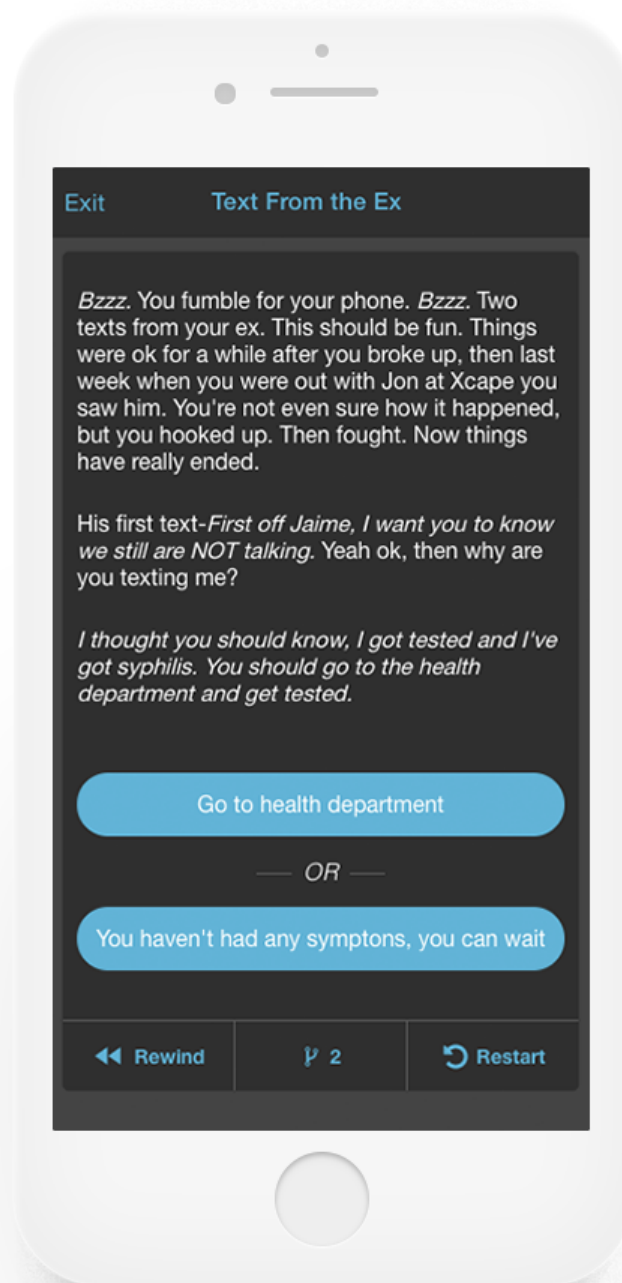 Exit
Text From the Ex
Bzzz. You fumble for your phone. Bzzz. Two
texts from your ex. This should be fun. Things
were ok for a while after you broke up, then last
week when you were out with Jon at Xcape you
saw him. You're not even sure how it happened,
but you hooked up. Then fought. Now things
have really ended.
His first text-First off Jaime, I want you to know
we still are NOT talking. Yeah ok, then why are
you texting me?
I thought you should know, I got tested and I've
got syphilis. You should go to the health
department and get tested.
Go to health department
OR
You haven't had any symptons, you can wait
Rewind
2
Restart